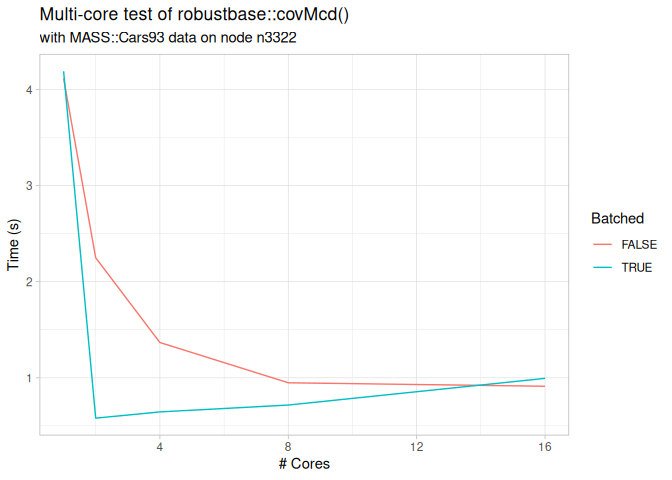 Multi-core test of robustbase::covMcd()
with MASS::Cars93 data on node n3322
4
3
2
1
Time (s)
4
8
12
16
# Cores
Batched
FALSE
TRUE